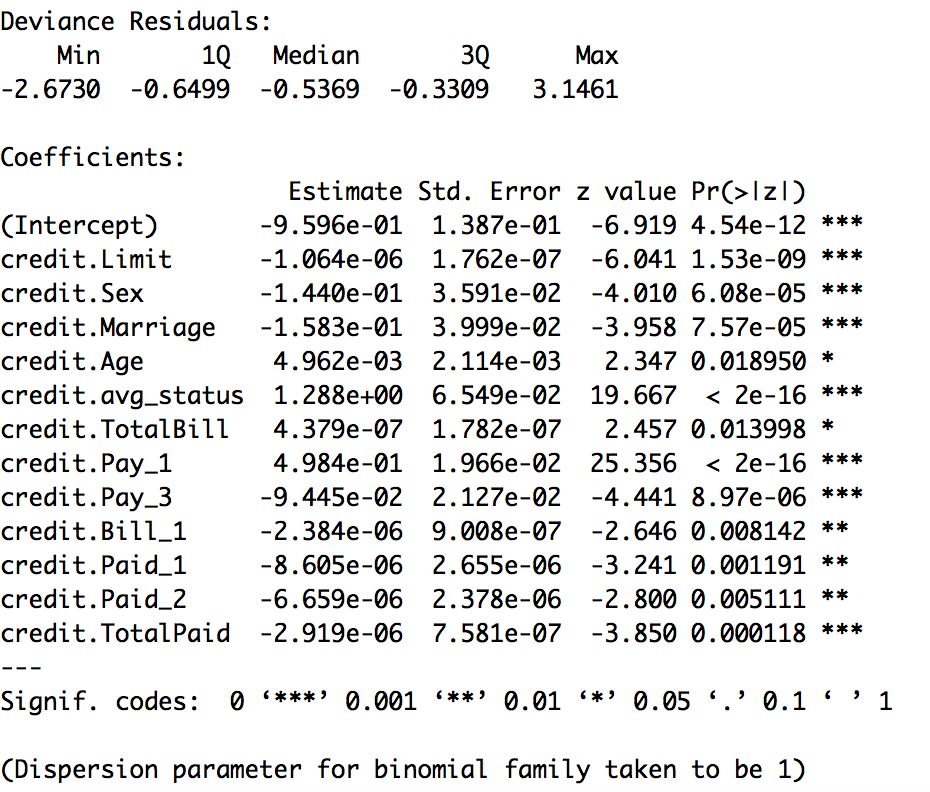 Deviance Residuals:
    Min       1Q   Median       3Q      Max
-2.6730  -0.6499  -0.5369  -0.3309   3.1461

Coefficients:
                    Estimate Std. Error z value Pr(>|z|)
(Intercept)       -9.596e-01  1.387e-01  -6.919 4.54e-12 ***
credit.Limit      -1.064e-06  1.762e-07  -6.041 1.53e-09 ***
credit.Sex        -1.440e-01  3.591e-02  -4.010 6.08e-05 ***
credit.Marriage   -1.583e-01  3.999e-02  -3.958 7.57e-05 ***
credit.Age         4.962e-03  2.114e-03   2.347 0.018950 *
credit.avg_status  1.288e+00  6.549e-02  19.667  < 2e-16 ***
credit.TotalBill   4.379e-07  1.782e-07   2.457 0.013998 *
credit.Pay_1       4.984e-01  1.966e-02  25.356  < 2e-16 ***
credit.Pay_3      -9.445e-02  2.127e-02  -4.441 8.97e-06 ***
credit.Bill_1     -2.384e-06  9.008e-07  -2.646 0.008142 **
credit.Paid_1     -8.605e-06  2.655e-06  -3.241 0.001191 **
credit.Paid_2     -6.659e-06  2.378e-06  -2.800 0.005111 **
credit.TotalPaid  -2.919e-06  7.581e-07  -3.850 0.000118 ***
---
Signif. codes:  0 ‘***’ 0.001 ‘**’ 0.01 ‘*’ 0.05 ‘.’ 0.1 ‘ ’ 1

(Dispersion parameter for binomial family taken to be 1)